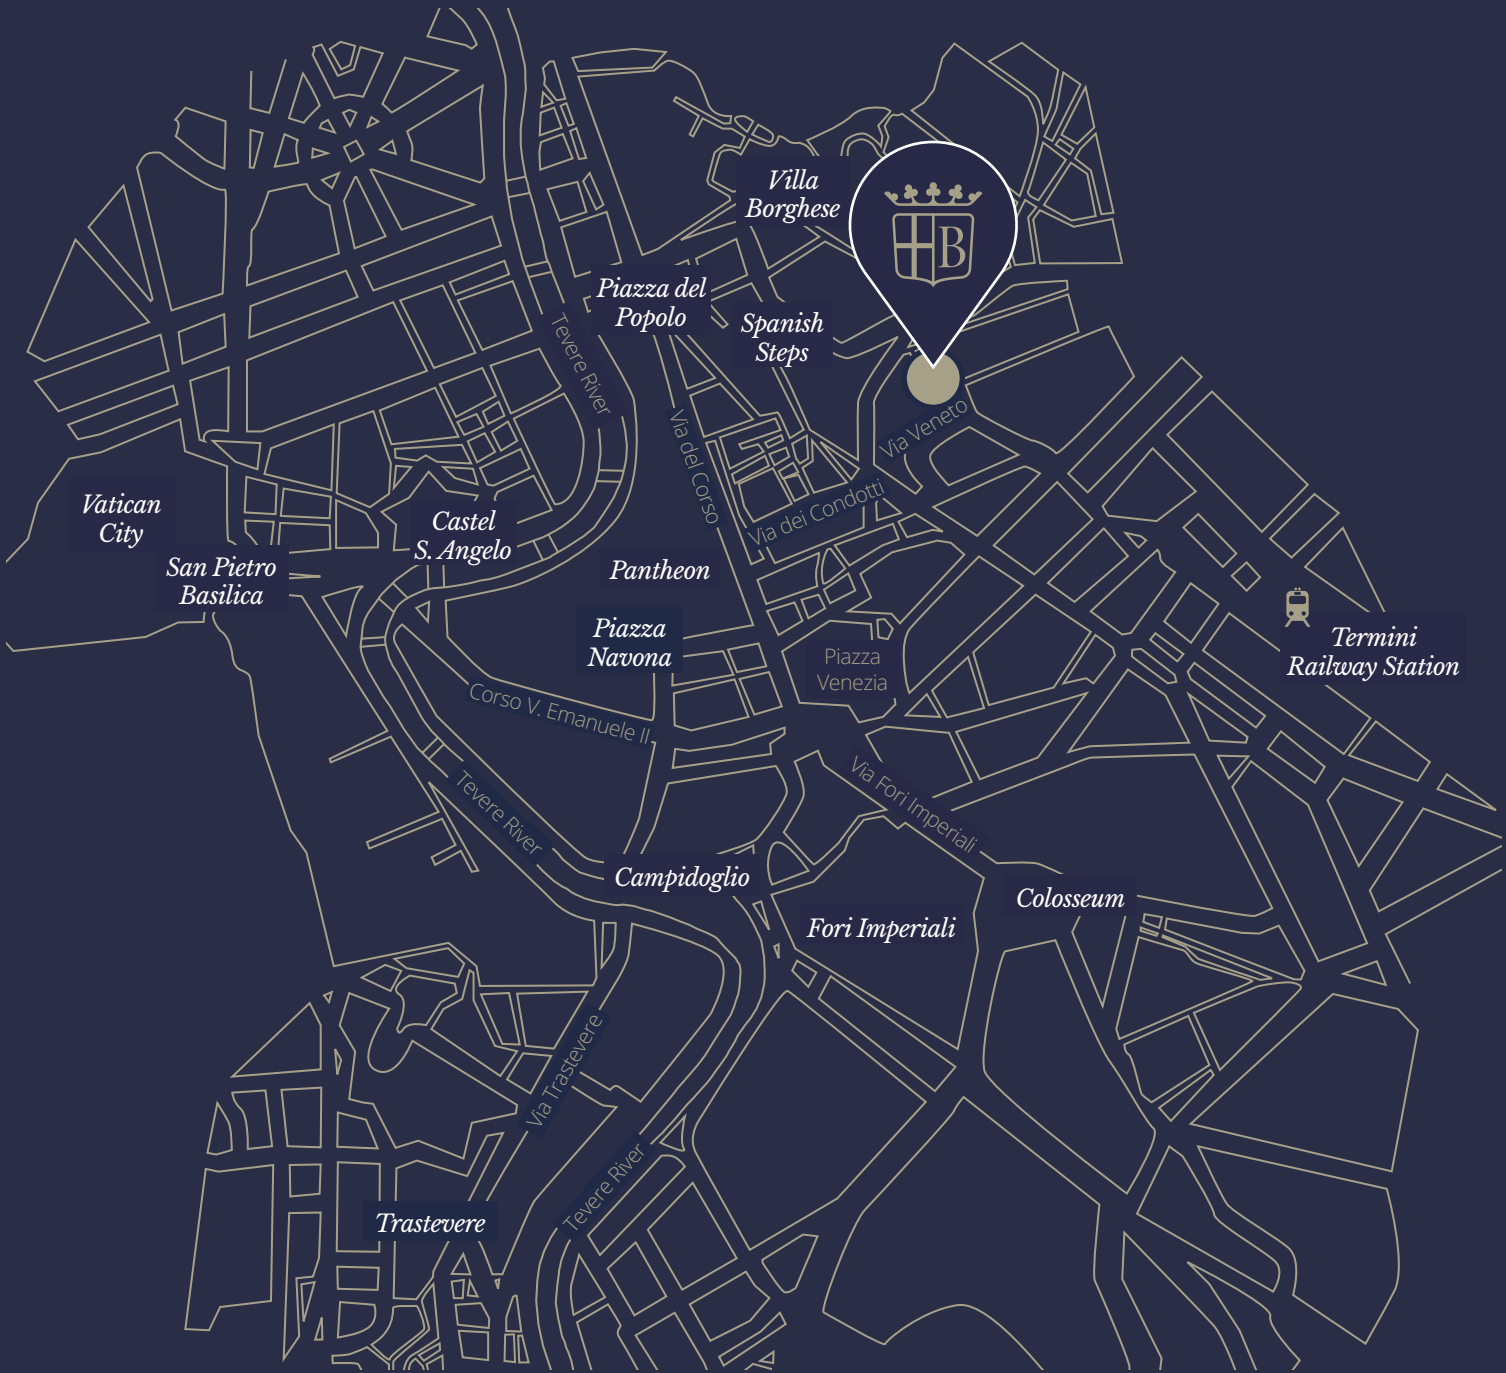 Villa
Borghese
B
Piazza del
Popolo
Spanish
Steps
Tevere River
Via Veneto
Via del Corso
Via dei Condotti
Vatican
City
Castel
S. Angelo
San Pietro
Basilica
Pantheon
Piazza
Navona
Termini
Railway Station
Piazza
Venezia
Corso V. Emanuele II
Via Fori Imperiali
Tevere River
Campidoglio
Colosseum
Fori Imperiali
Via Trastevere
Tevere River
Trastevere